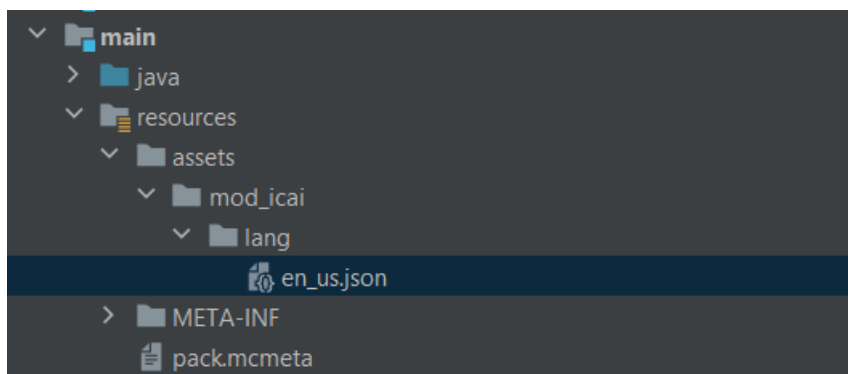 main
java
resources
assets
mod_icai
lang
en_us.json
META-INF
pack.mcmeta